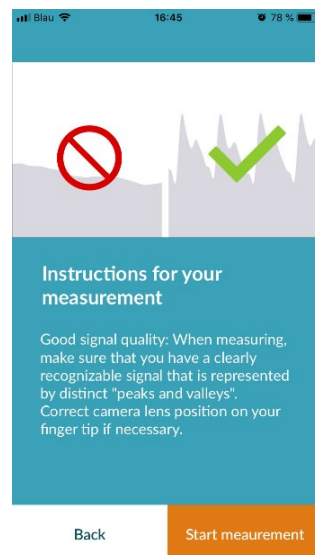 Blau 16:45 78 %
Instructions for your
measurement
Good signal quality: When measuring,
make sure that you have a clearly
recognizable signal that is represented
by distinct "peaks and valleys".
Correct camera lens position on your
finger tip if necessary.
Back Start meaurement